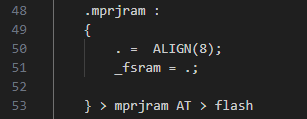 48 .mprjram :
49 {
50 . = ALIGN(8);
51 _fsram = .;
52
53 } > mprjram AT > flash